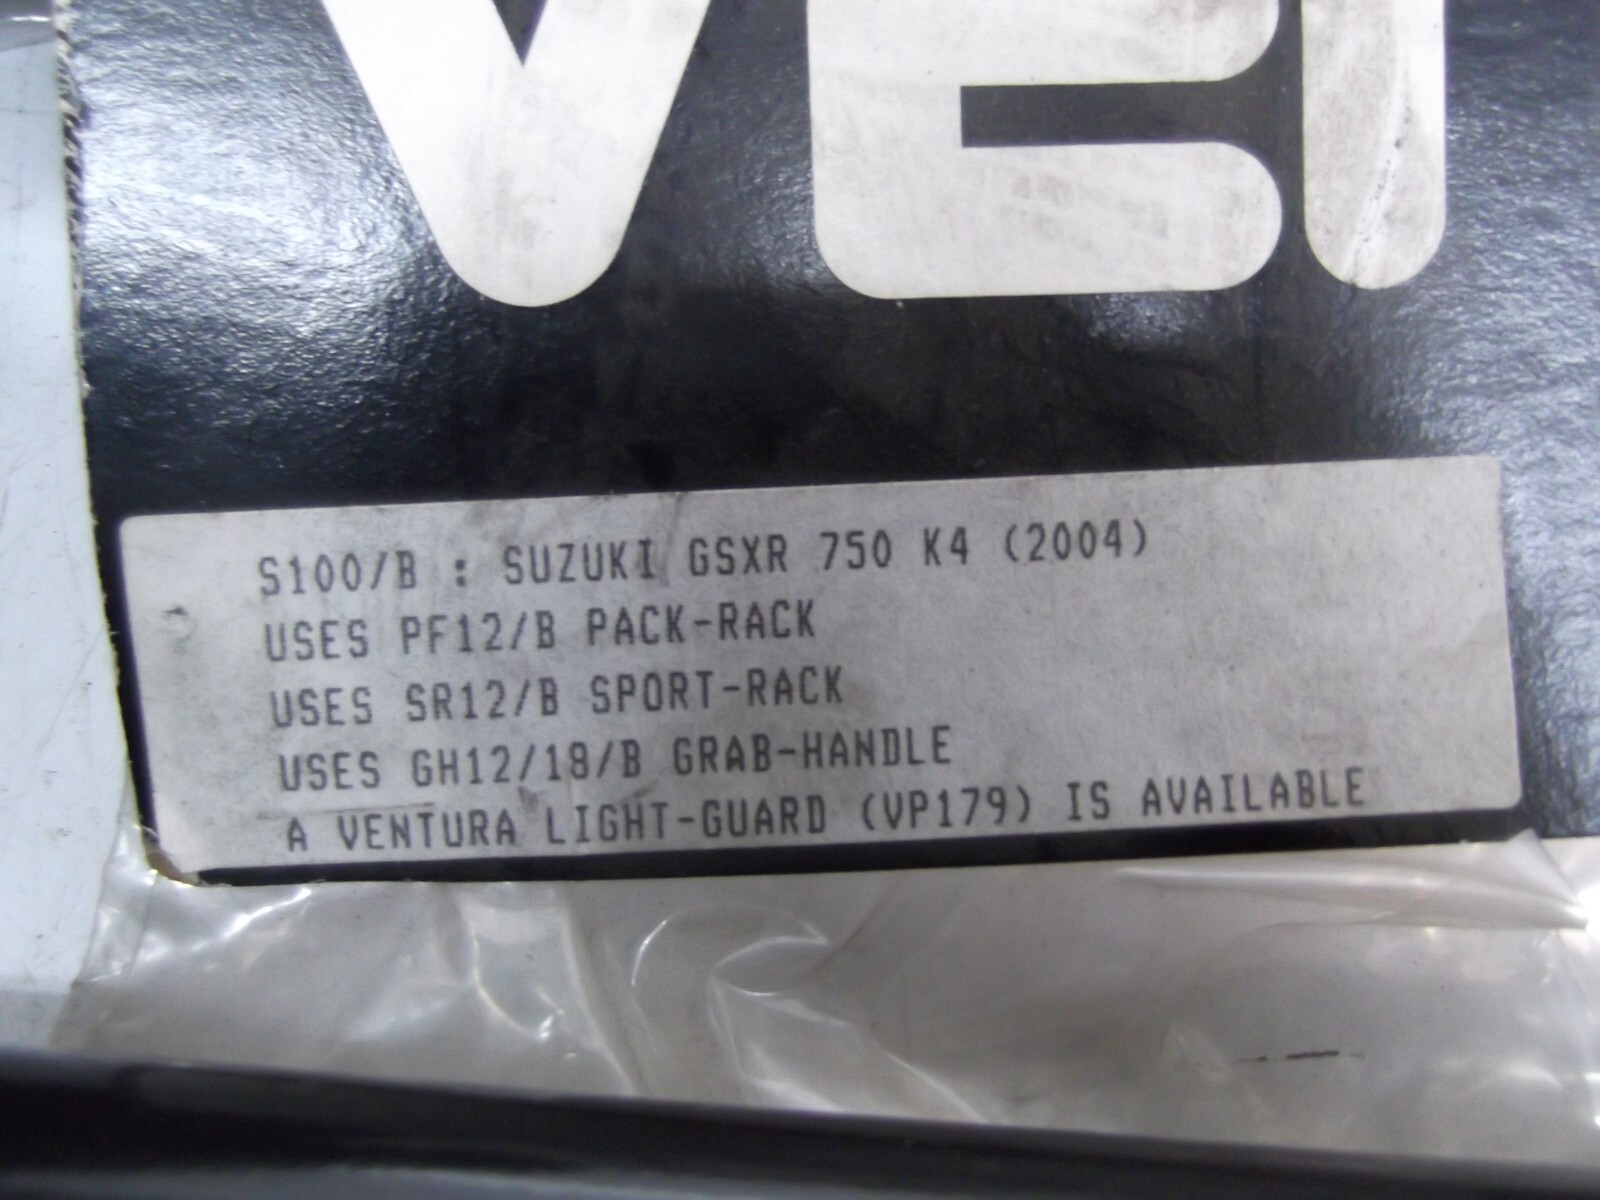 VEN
S100/B : SUZUKI GSXR 750 K4 (2004)
USES PF12/B PACK-RACK
USES SR12/B SPORT-RACK
USES GH12/18/B GRAB-HANDLE
A VENTURA LIGHT-GUARD (VP179) IS AVAILABLE